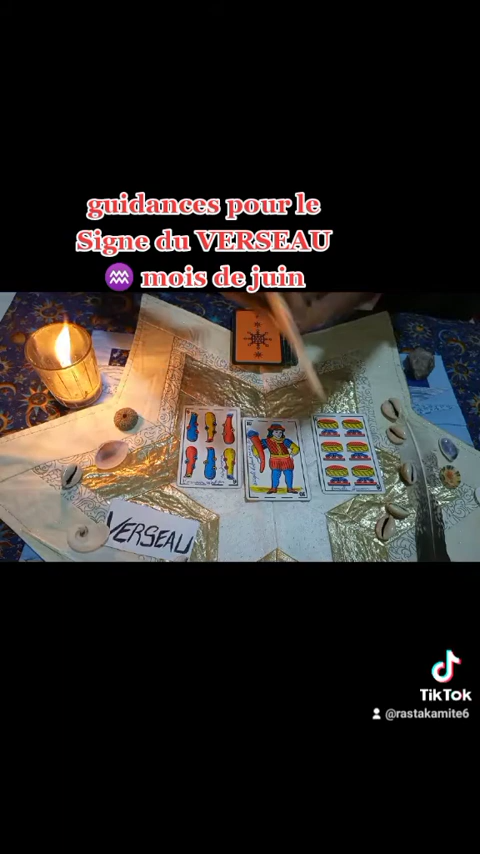 guidances pour le
Signe du VERSEAU
♒ mois de juin
VERSEAU
TikTok
@rastakamite6